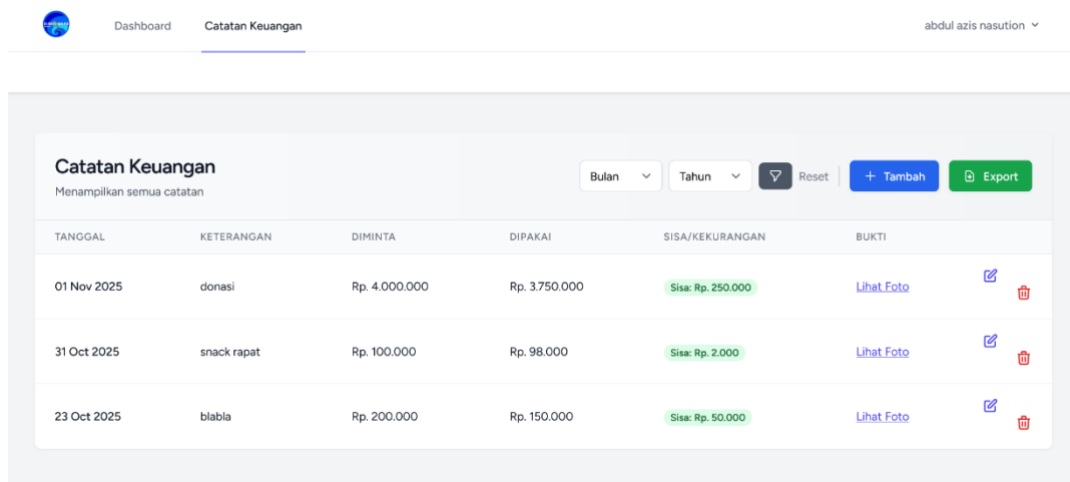 Dashboard Catatan Keuangan abdul azis nasution
Catatan Keuangan
Menampilkan semua catatan
Bulan Tahun Reset + Tambah Export
TANGGAL KETERANGAN DIMINTA DIPAKAI SISA/KEKURANGAN BUKTI
01 Nov 2025 donasi Rp. 4.000.000 Rp. 3.750.000 Sisa: Rp. 250.000 Lihat Foto
31 Oct 2025 snack rapat Rp. 100.000 Rp. 98.000 Sisa: Rp. 2.000 Lihat Foto
23 Oct 2025 blabla Rp. 200.000 Rp. 150.000 Sisa: Rp. 50.000 Lihat Foto